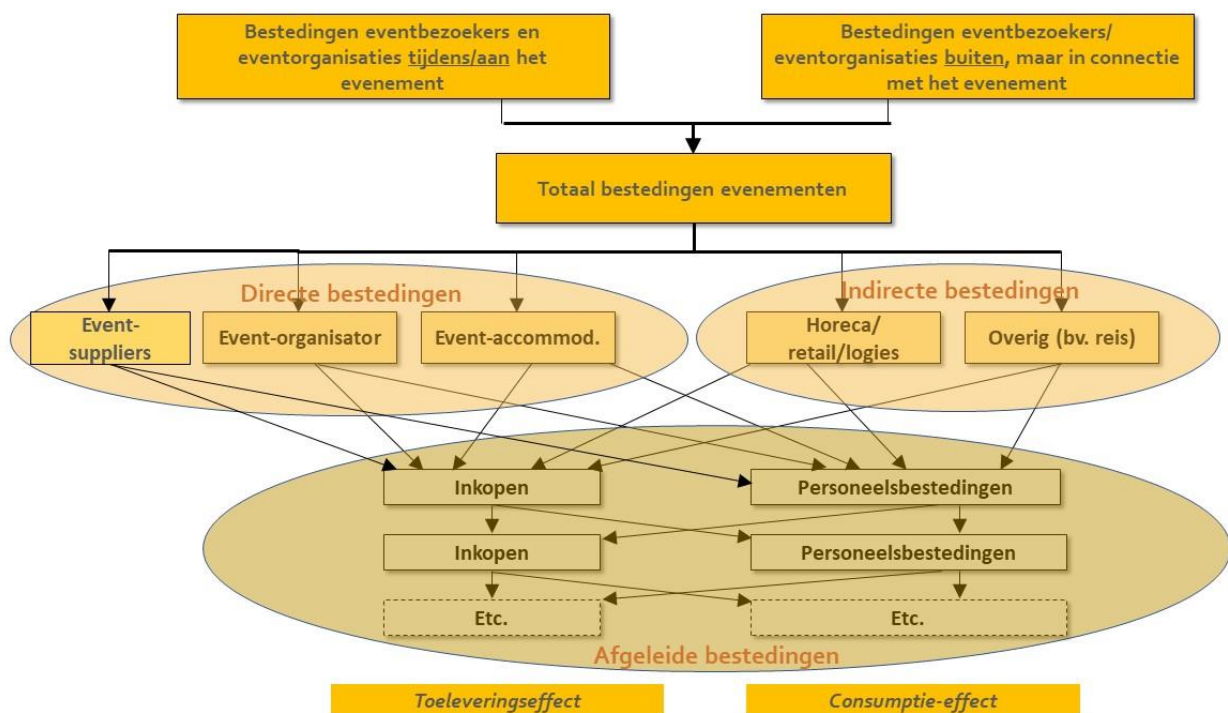 Bestedingen eventbezoekers en
eventorganisaties tijdens/aan het
evenement
Bestedingen eventbezoekers/
eventorganisaties buiten, maar in connectie
met het evenement
Totaal bestedingen evenementen
Directe bestedingen
Indirecte bestedingen
Event-
suppliers
Event-organisator
Event-accommod.
Horeca/
retail/logies
Overig (bv. reis)
Inkopen
Personeelsbestedingen
Inkopen
Personeelsbestedingen
Etc.
Etc.
Afgeleide bestedingen
Toeleveringseffect
Consumptie-effect